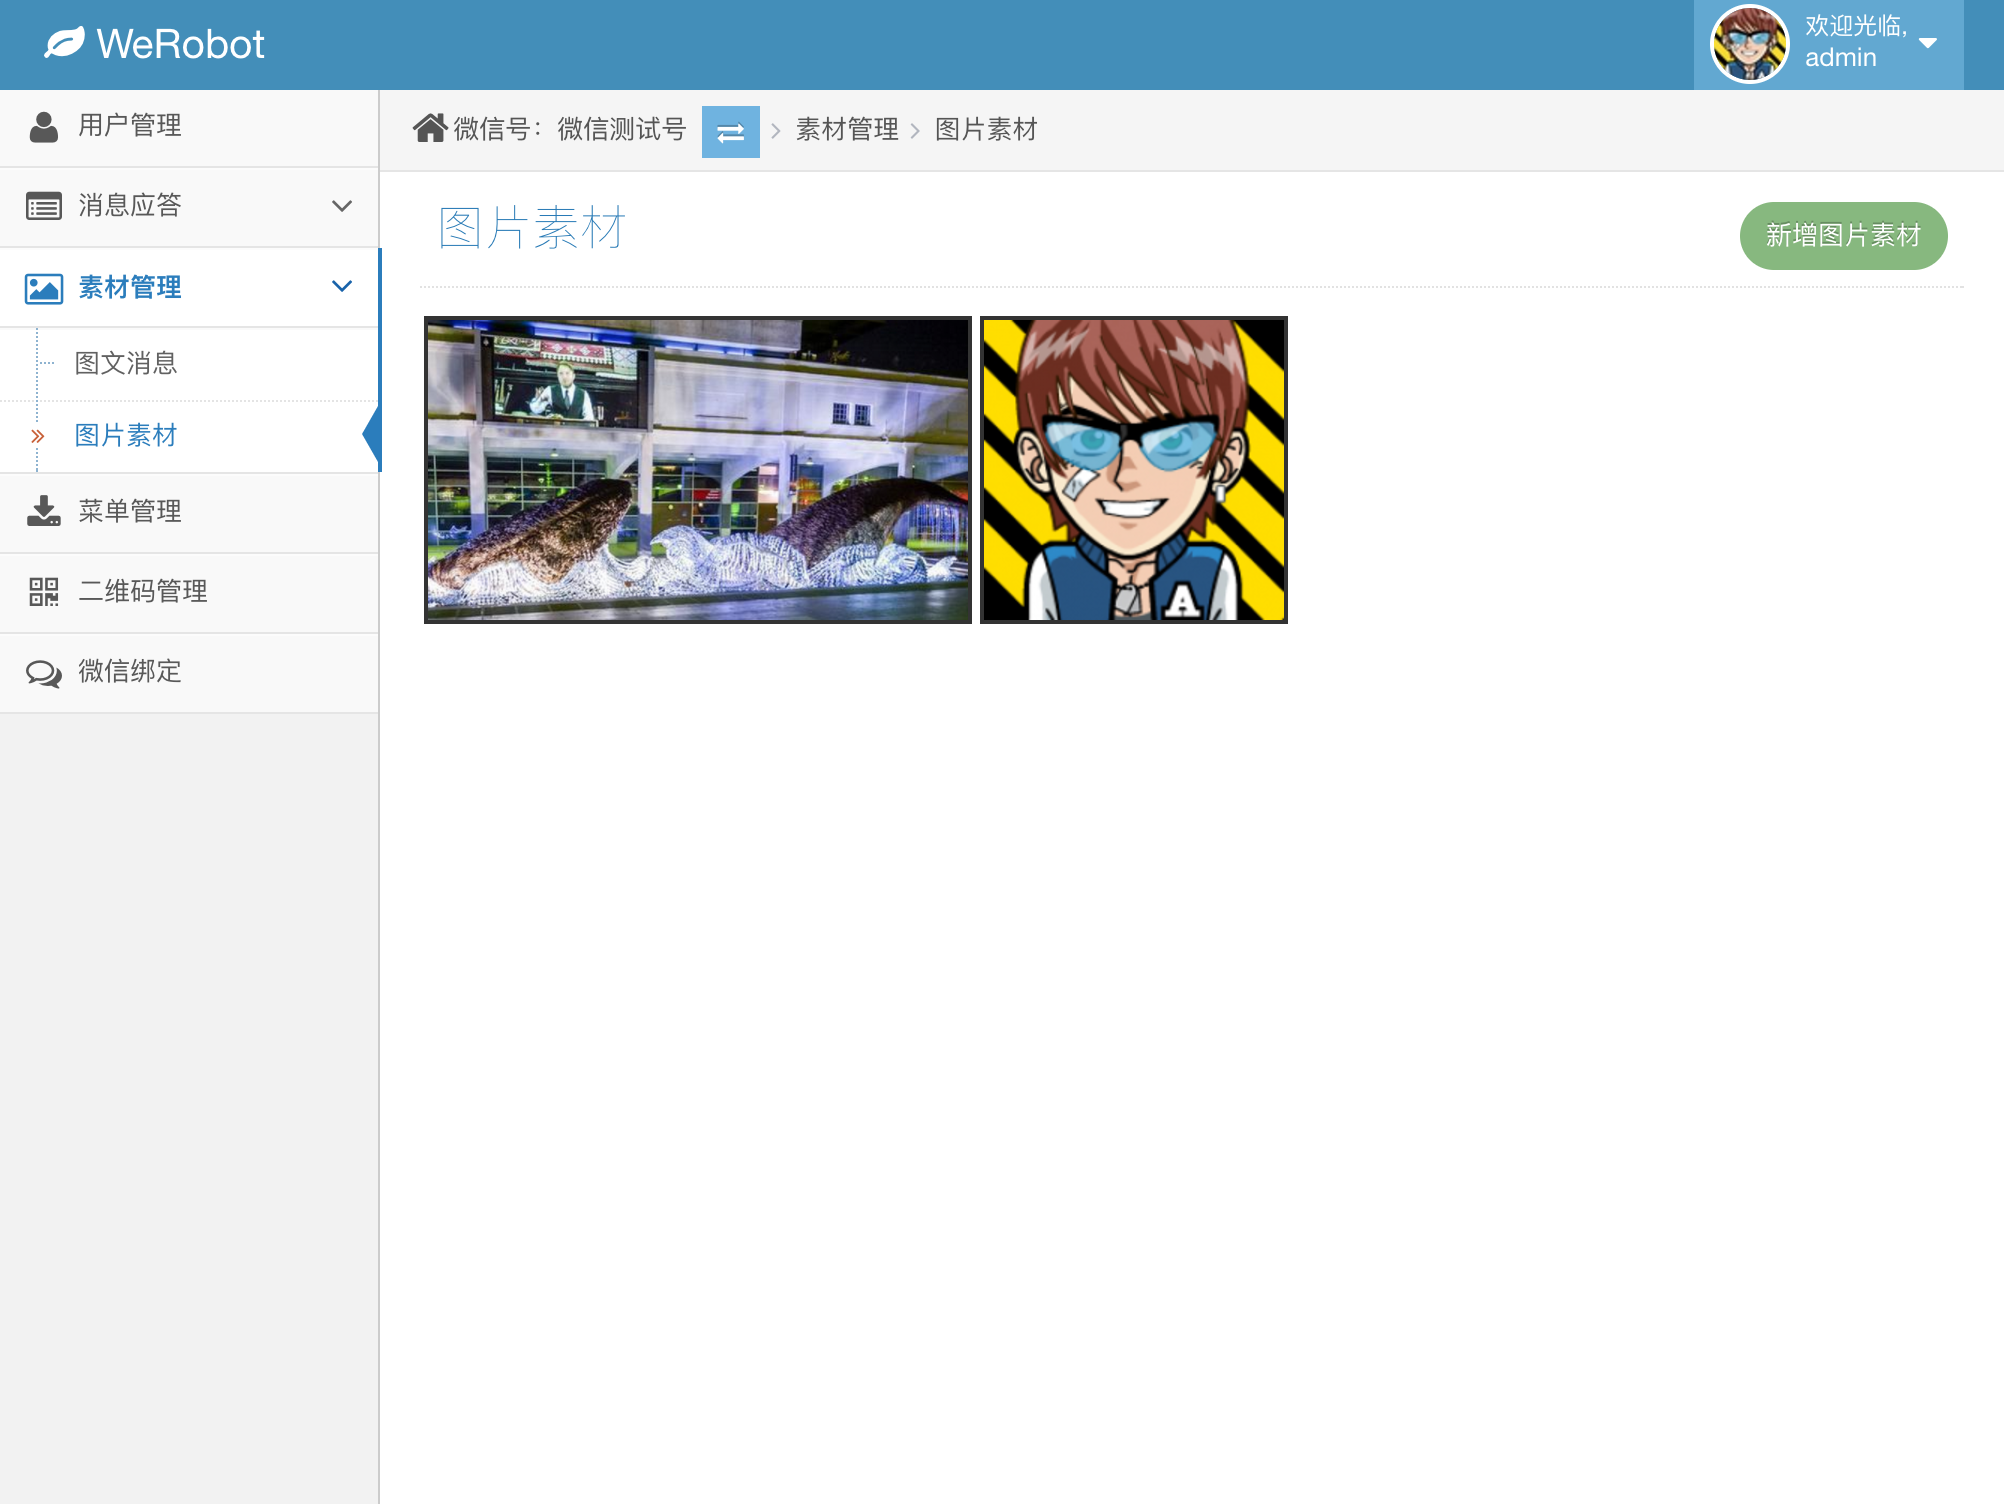 WeRobot
欢迎光临,
admin
用户管理
消息应答
素材管理
图文消息
图片素材
菜单管理
二维码管理
微信绑定
微信号：微信测试号
素材管理
图片素材
图片素材
新增图片素材
A